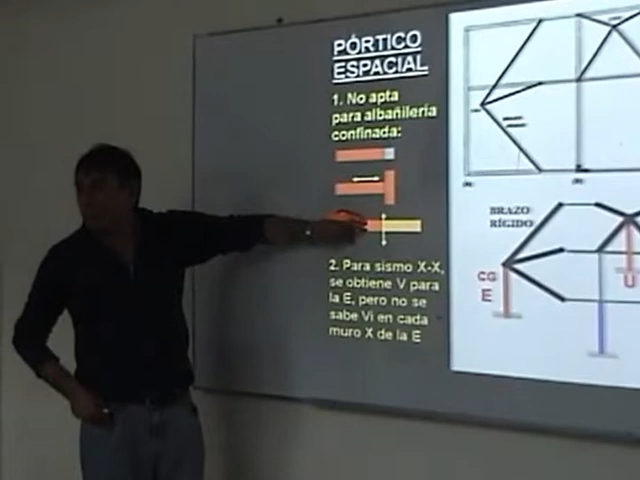 PÓRTICO
ESPACIAL
1. No apta
para albañilería
confinada:
2. Para sismo X-X,
se obtiene V para
la E, pero no se
sabe Vi en cada
muro X de la E
BRAZO
RÍGIDO
CG
E
U